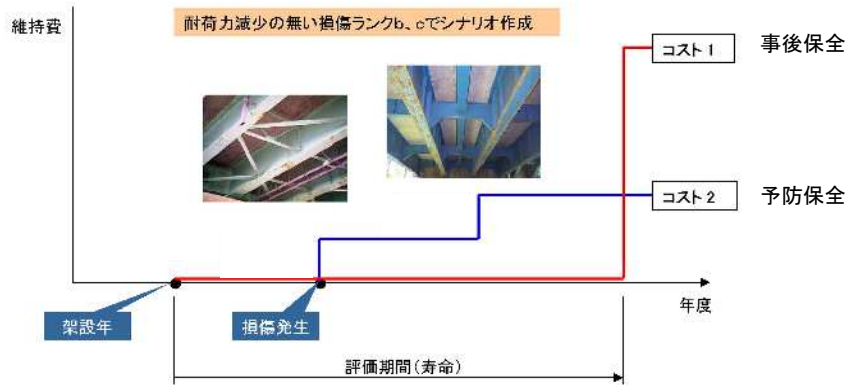 維持費
耐荷力減少の無い損傷ランクb、cでシナリオ作成
コスト1
事後保全
コスト2
予防保全
年度
架設年
損傷発生
評価期間(寿命)